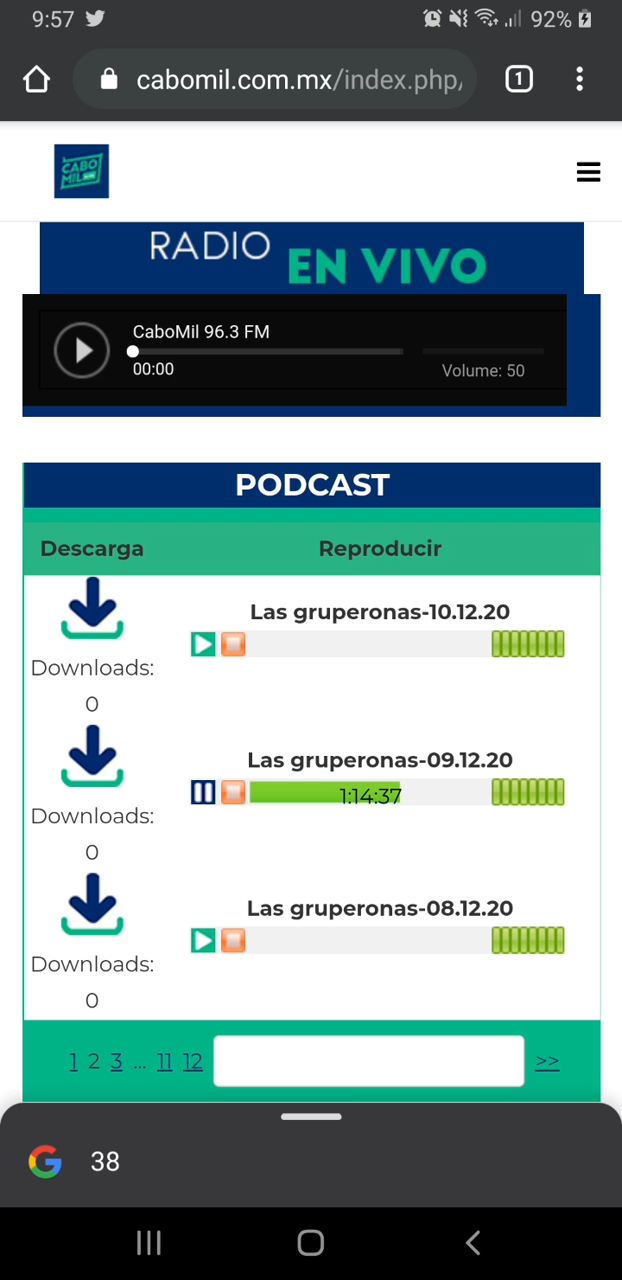 9:57
92%
cabomil.com.mx/index.php,
1
CABO
MIL
RADIO EN VIVO
CaboMil 96.3 FM
00:00
Volume: 50
PODCAST
Descarga Reproducir
Las gruperonas-10.12.20
Downloads:
0
Las gruperonas-09.12.20
1:14:37
Downloads:
0
Las gruperonas-08.12.20
Downloads:
0
1 2 3 ... 11 12 >>
G 38